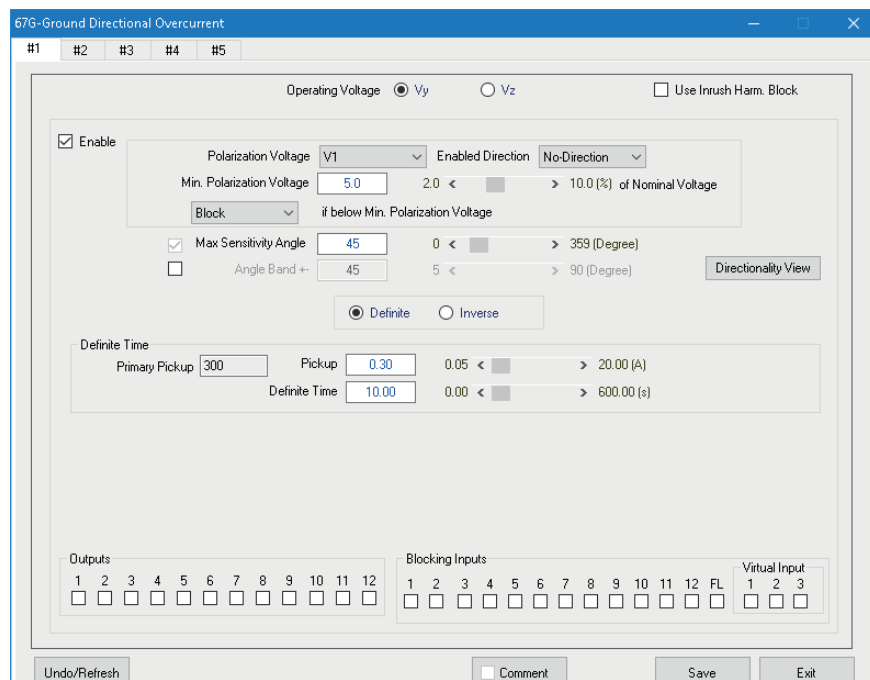 67G-Ground Directional Overcurrent
#1 #2 #3 #4 #5
Operating Voltage Vy Vz Use Inrush Harm. Block
Enable
Polarization Voltage V1 Enabled Direction No-Direction
Min. Polarization Voltage 5.0 2.0 < > 10.0 (%) of Nominal Voltage
Block if below Min. Polarization Voltage
Max Sensitivity Angle 45 0 < > 359 (Degree)
Angle Band +- 45 5 < > 90 (Degree) Directionality View
Definite Inverse
Definite Time
Primary Pickup 300 Pickup 0.30 0.05 < > 20.00 (A)
Definite Time 10.00 0.00 < > 600.00 (s)
Outputs
1 2 3 4 5 6 7 8 9 10 11 12
Blocking Inputs
1 2 3 4 5 6 7 8 9 10 11 12 FL
Virtual Input
1 2 3
Undo/Refresh Comment Save Exit